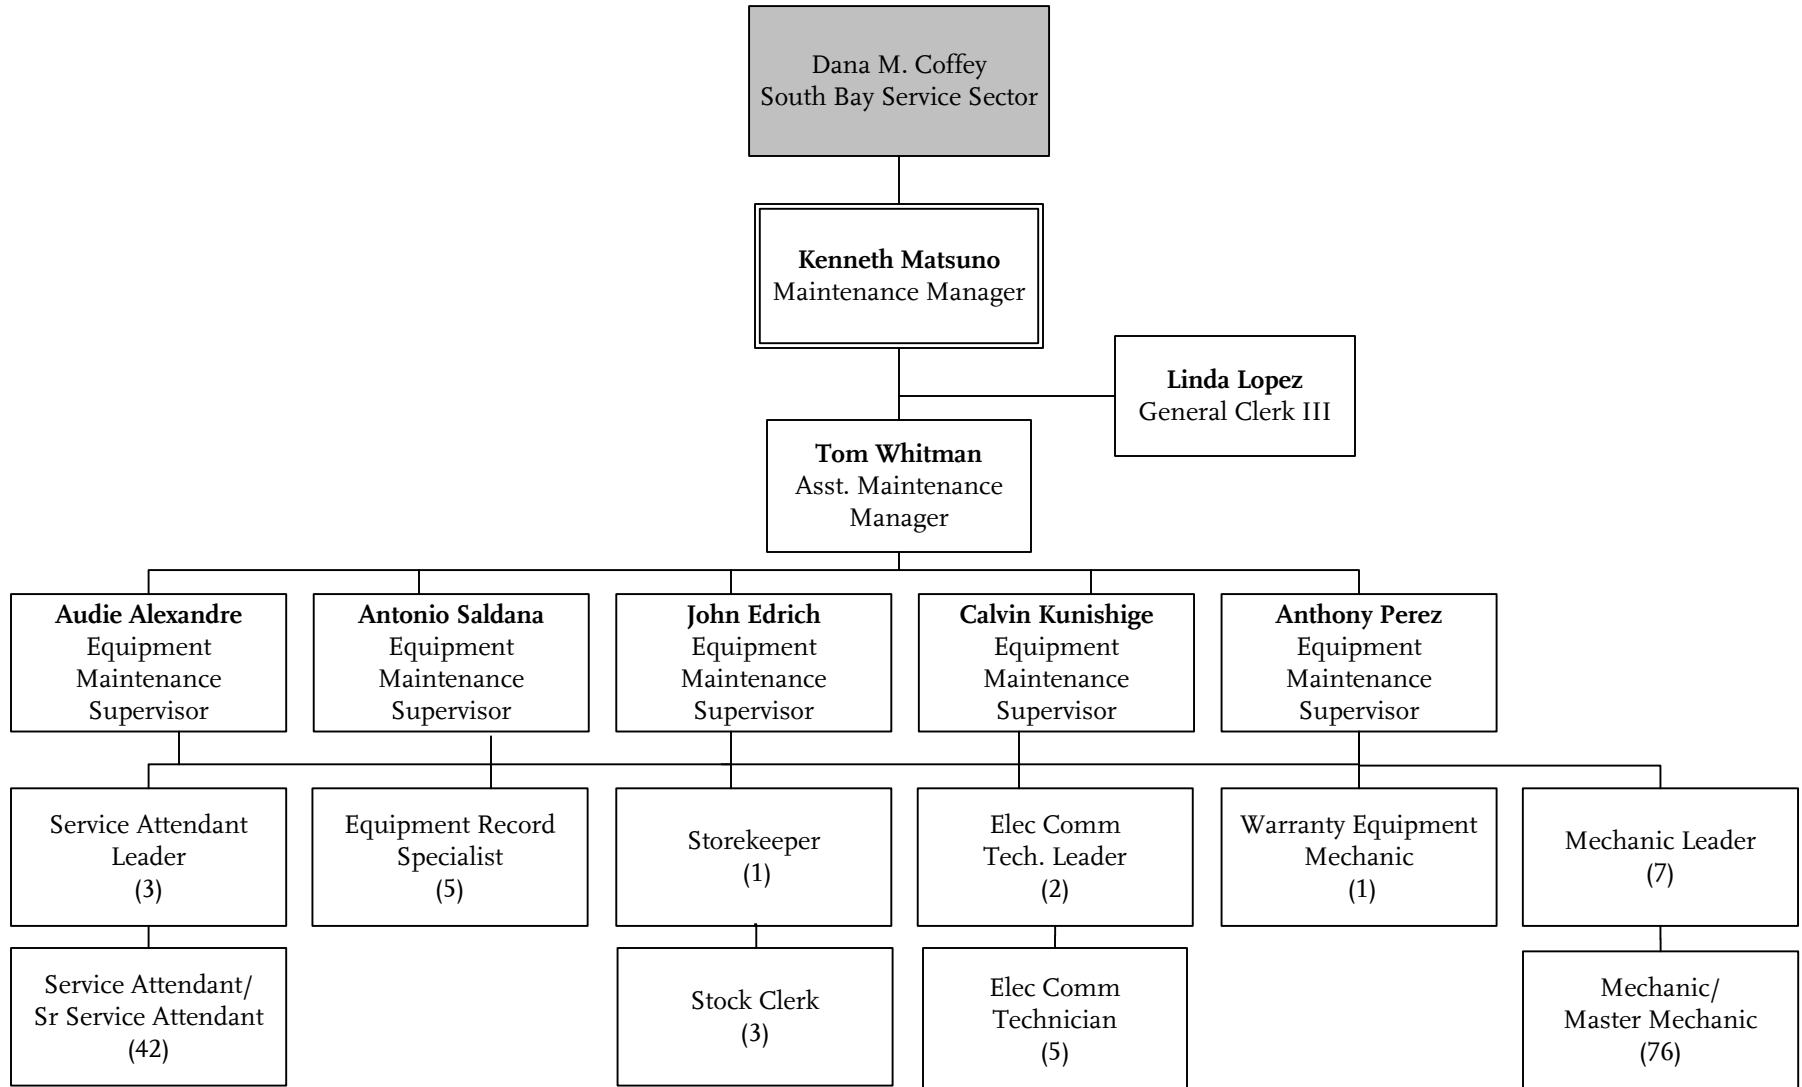 Dana M. Coffey
South Bay Service Sector
Kenneth Matsuno
Maintenance Manager
Linda Lopez
General Clerk III
Tom Whitman
Asst. Maintenance
Manager
Audie Alexandre
Equipment
Maintenance
Supervisor
Antonio Saldana
Equipment
Maintenance
Supervisor
John Edrich
Equipment
Maintenance
Supervisor
Calvin Kunishige
Equipment
Maintenance
Supervisor
Anthony Perez
Equipment
Maintenance
Supervisor
Service Attendant
Leader
(3)
Equipment Record
Specialist
(5)
Storekeeper
(1)
Elec Comm
Tech. Leader
(2)
Warranty Equipment
Mechanic
(1)
Mechanic Leader
(7)
Service Attendant/
Sr Service Attendant
(42)
Stock Clerk
(3)
Elec Comm
Technician
(5)
Mechanic/
Master Mechanic
(76)